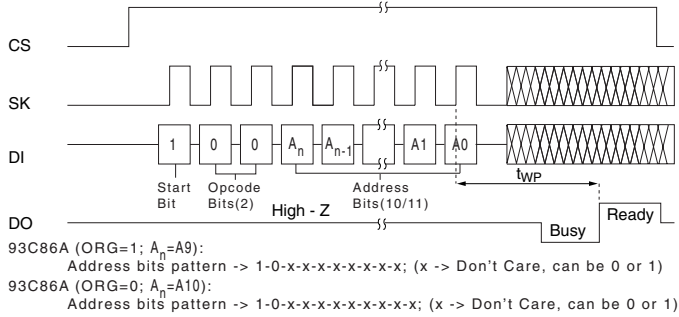 CS
SK
DI 1 0 0 An An-1 A1 A0
Start Bit Opcode Bits(2) Address Bits(10/11) tWP
DO High - Z Busy Ready
93C86A (ORG=1; An=A9):
Address bits pattern -> 1-0-x-x-x-x-x-x-x-x; (x -> Don't Care, can be 0 or 1)
93C86A (ORG=0; An=A10):
Address bits pattern -> 1-0-x-x-x-x-x-x-x-x-x; (x -> Don't Care, can be 0 or 1)